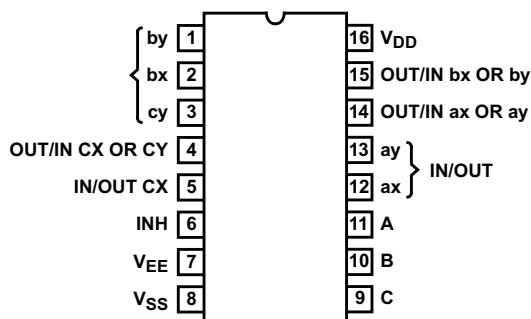 by 1 16 VDD
bx 2 15 OUT/IN bx OR by
cy 3 14 OUT/IN ax OR ay
OUT/IN CX OR CY 4 13 ay IN/OUT
IN/OUT CX 5 12 ax
INH 6 11 A
VEE 7 10 B
VSS 8 9 C